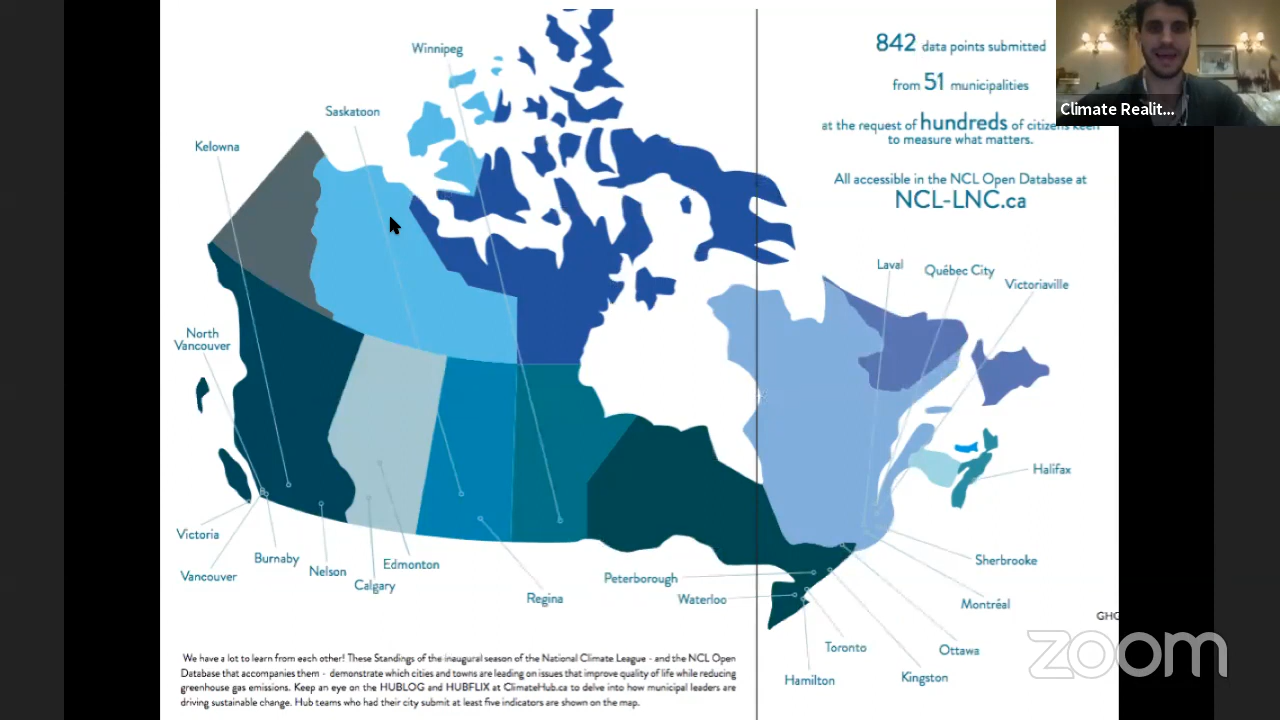 Winnipeg
842 data points submitted
Saskatoon
from 51 municipalities
Climate Realit...
at the request of hundreds of citizens keen
to measure what matters.
Kelowna
All accessible in the NCL Open Database at
NCL-LNC.ca
Laval
Québec City
Victoriaville
North
Vancouver
Halifax
Victoria
Burnaby
Vancouver
Nelson
Edmonton
Calgary
Regina
Peterborough
Waterloo
Sherbrooke
Montréal
GHG
Toronto
Ottawa
Hamilton
Kingston
zoom
We have a lot to learn from each other! These Standings of the inaugural season of the National Climate League - and the NCL Open
Database that accompanies them - demonstrate which cities and towns are leading on issues that improve quality of life while reducing
greenhouse gas emissions. Keep an eye on the HUBLOG and HUBFLIX at ClimateHub.ca to delve into how municipal leaders are
driving sustainable change. Hub teams who had their city submit at least five indicators are shown on the map.